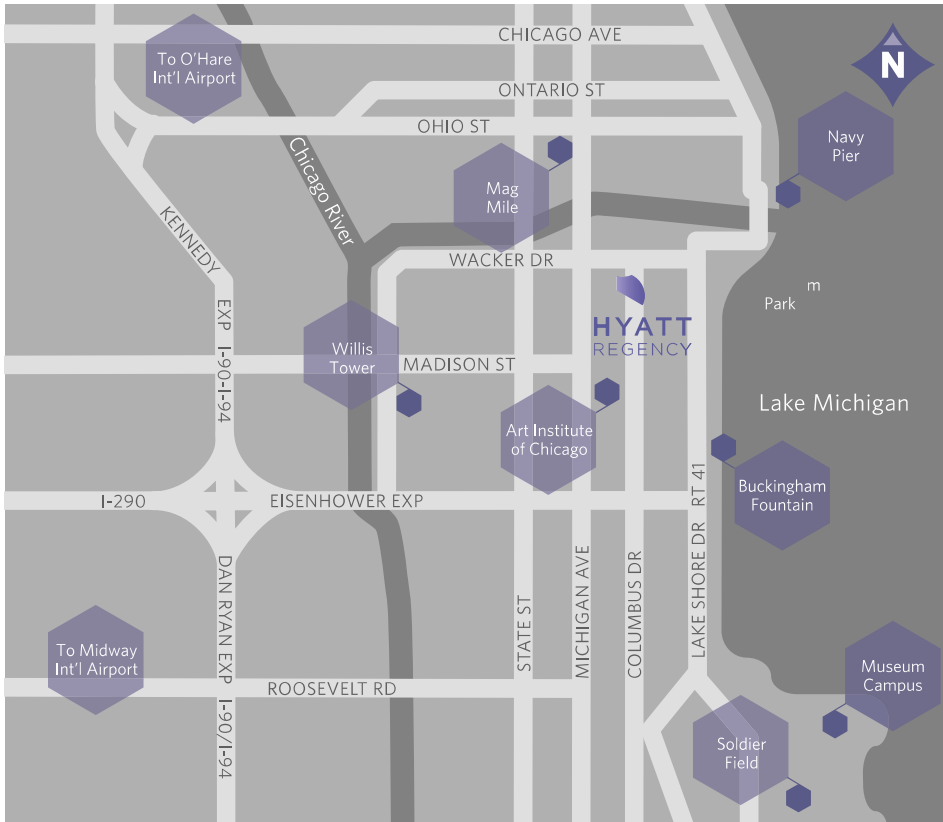 CHICAGO AVE
To O'Hare
Int'l Airport
N
ONTARIO ST
OHIO ST
Navy
Pier
Chicago River
Mag
Mile
KENNEDY
WACKER DR
m
Park
EXP I-90-I-94
HYATT
REGENCY
Willis
Tower
MADISON ST
Lake Michigan
Art Institute
of Chicago
LAKE SHORE DR RT 41
Buckingham
Fountain
I-290
EISENHOWER EXP
DAN RYAN EXP I-90/I-94
STATE ST
MICHIGAN AVE
COLUMBUS DR
To Midway
Int'l Airport
Museum
Campus
ROOSEVELT RD
Soldier
Field